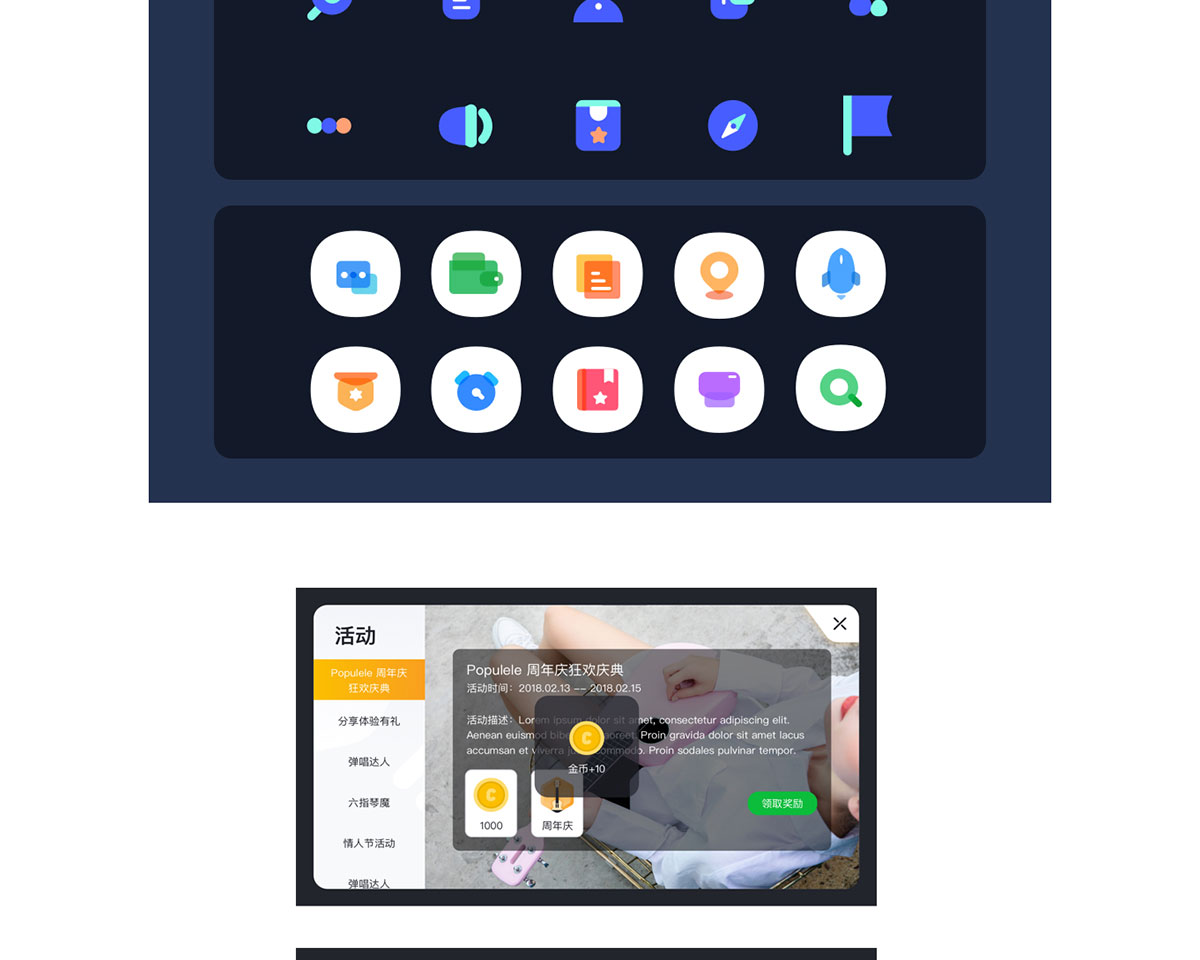 活动
Populele 周年庆
狂欢庆典
分享体验有礼
弹唱达人
六指琴魔
情人节活动
弹唱达人
Populele 周年庆狂欢庆典
活动时间：2018.02.13 -- 2018.02.15
活动描述：Lorem ipsum dolor sit amet, consectetur adipiscing elit.
Aenean euismod bibe laoreet. Proin gravida dolor sit amet lacus
accumsan et viverra justo commodo. Proin sodales pulvinar tempor.
金币+10
1000
周年庆
领取奖励